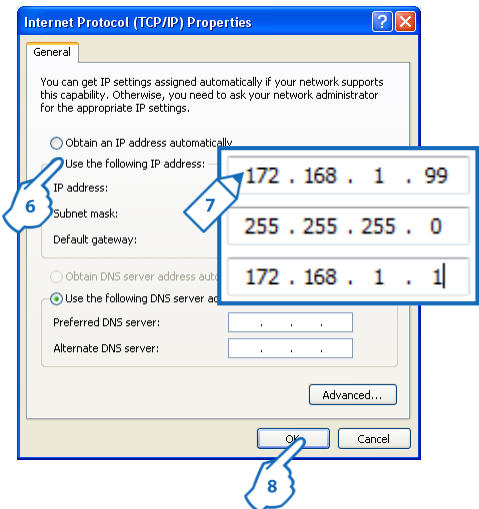 Internet Protocol (TCP/IP) Properties
General
You can get IP settings assigned automatically if your network supports
this capability. Otherwise, you need to ask your network administrator
for the appropriate IP settings.
Obtain an IP address automatically
Use the following IP address:
6
IP address:
7
172 . 168 . 1 . 99
Subnet mask:
255 . 255 . 255 . 0
Default gateway:
172 . 168 . 1 . 1
Obtain DNS server address auto
Use the following DNS server ad
Preferred DNS server:
. . .
Alternate DNS server:
. . .
Advanced...
OK
Cancel
8